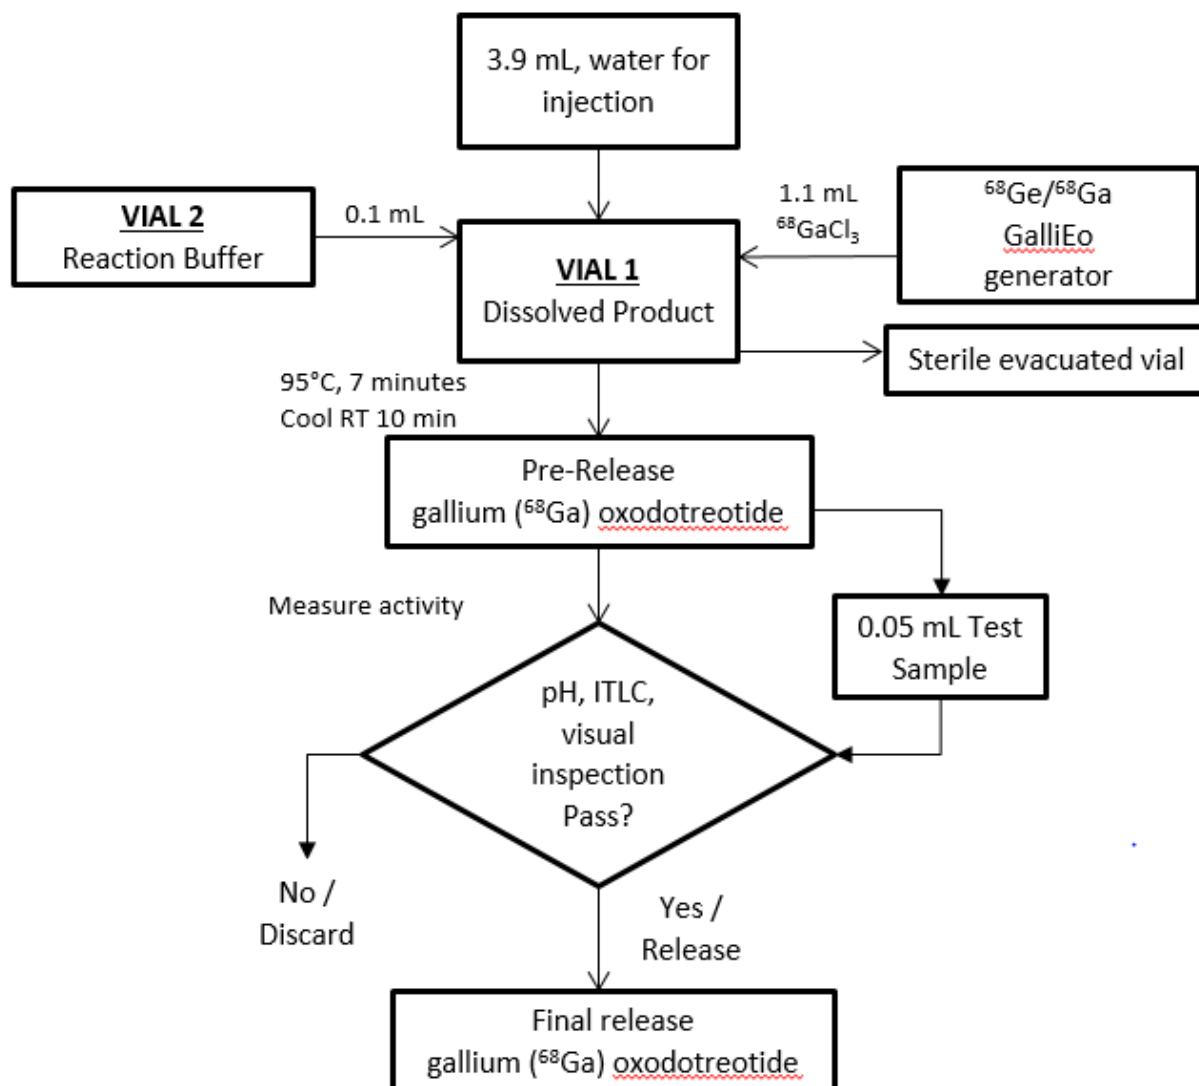 3.9 mL, water for
injection
VIAL 2
Reaction Buffer
0.1 mL
VIAL 1
Dissolved Product
1.1 mL
⁶⁸GaCl₃
⁶⁸Ge/⁶⁸Ga
GalliEo
generator
Sterile evacuated vial
95°C, 7 minutes
Cool RT 10 min
Pre-Release
gallium (⁶⁸Ga) oxodotreotide
Measure activity
0.05 mL Test
Sample
pH, ITLC,
visual
inspection
Pass?
No /
Discard
Yes /
Release
Final release
gallium (⁶⁸Ga) oxodotreotide